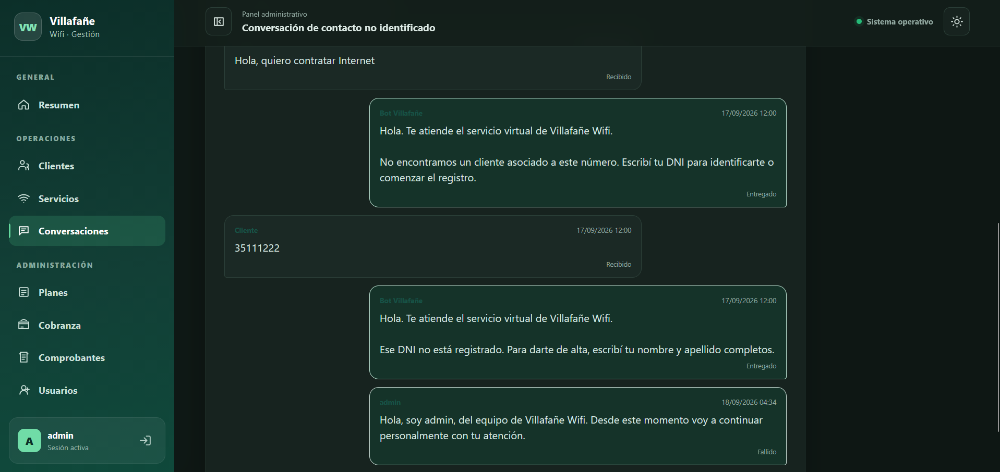 VW
Villafañe
Wifi · Gestión
GENERAL
Resumen
OPERACIONES
Clientes
Servicios
Conversaciones
ADMINISTRACIÓN
Planes
Cobranza
Comprobantes
Usuarios
A
admin
Sesión activa
Panel administrativo
Conversación de contacto no identificado
Sistema operativo
Hola, quiero contratar Internet
Recibido
Bot Villafañe 17/09/2026 12:00
Hola. Te atiende el servicio virtual de Villafañe Wifi.
No encontramos un cliente asociado a este número. Escribí tu DNI para identificarte o
comenzar el registro.
Entregado
Cliente 17/09/2026 12:00
35111222
Recibido
Bot Villafañe 17/09/2026 12:00
Hola. Te atiende el servicio virtual de Villafañe Wifi.
Ese DNI no está registrado. Para darte de alta, escribí tu nombre y apellido completos.
Entregado
admin 18/09/2026 04:34
Hola, soy admin, del equipo de Villafañe Wifi. Desde este momento voy a continuar
personalmente con tu atención.
Fallido